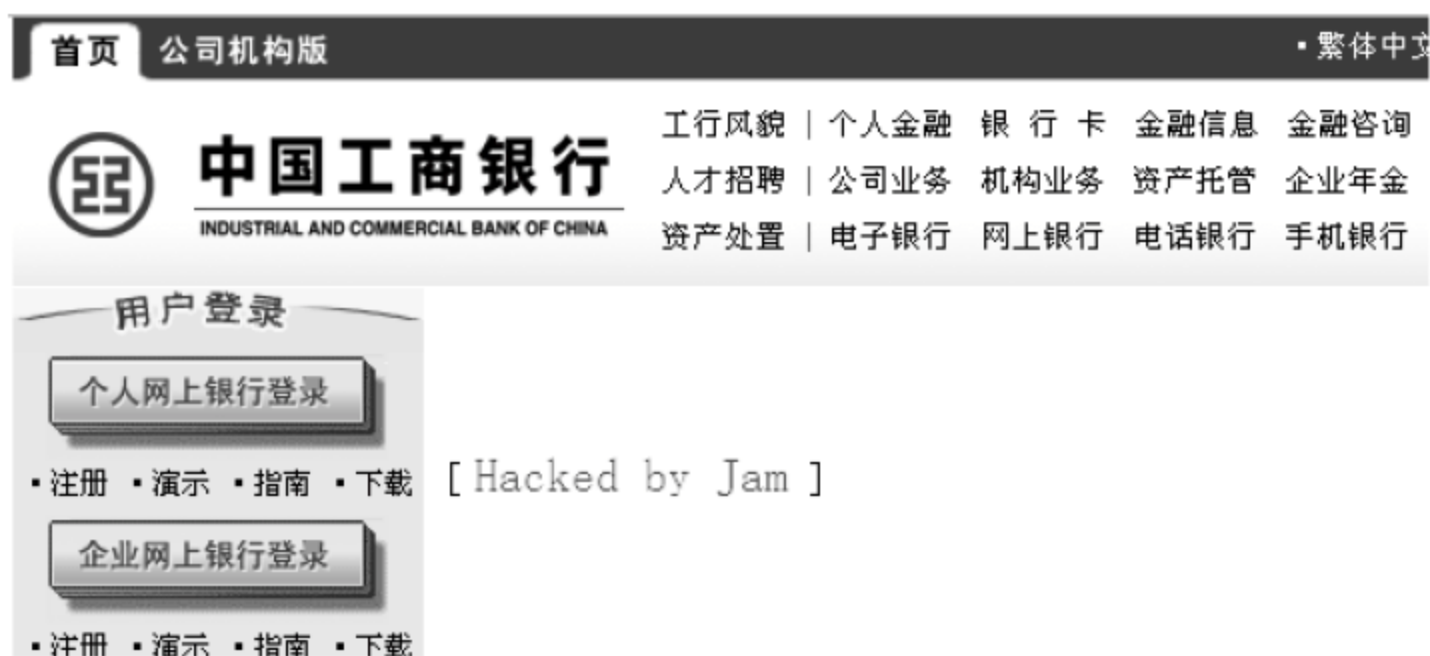 首页 公司机构版 ▪繁体中文
中国工商银行
INDUSTRIAL AND COMMERCIAL BANK OF CHINA
工行风貌 | 个人金融 银 行 卡 金融信息 金融咨询
人才招聘 | 公司业务 机构业务 资产托管 企业年金
资产处置 | 电子银行 网上银行 电话银行 手机银行
用户登录
个人网上银行登录
▪注册 ▪演示 ▪指南 ▪下载
[ Hacked by Jam ]
企业网上银行登录
▪注册 ▪演示 ▪指南 ▪下载